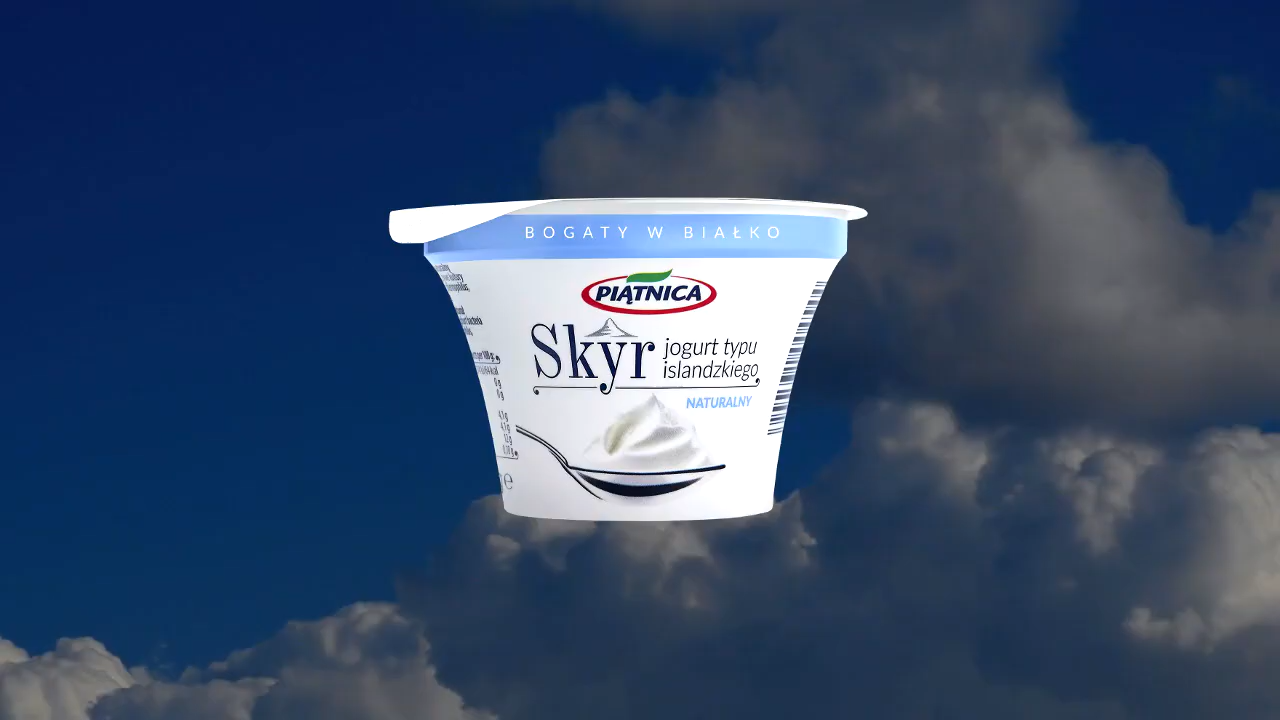 BOGATY W BIAŁKO
PIĄTNICA
Skyr
jogurt typu
islandzkiego
NATURALNY